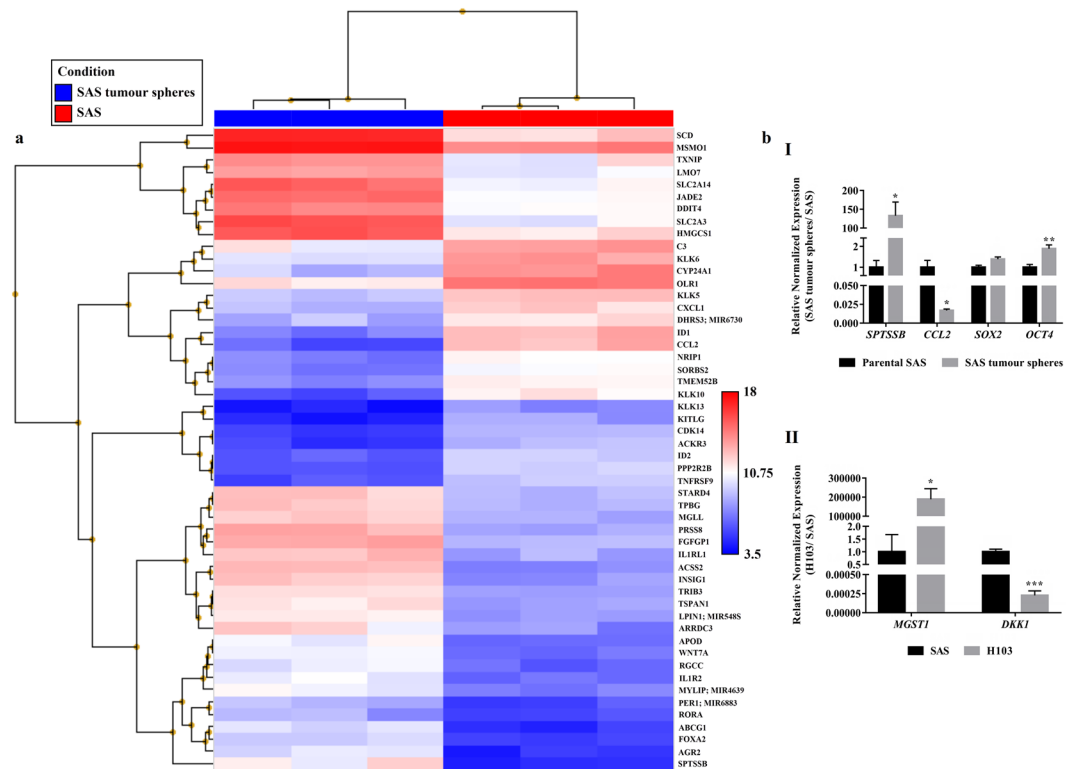 Condition
SAS tumour spheres
SAS
a
SCD
MSMO1
TXNIP
LMO7
SLC2A14
JADE2
DDIT4
SLC2A3
HMGCS1
C3
KLK6
CYP24A1
OLR1
KLK5
CXCL1
DHRS3; MIR6730
ID1
CCL2
NRIP1
SORBS2
TMEM52B
KLK10
KLK13
KITLG
CDK14
ACKR3
ID2
PPP2R2B
TNFRSF9
STARD4
TPBG
MGLL
PRSS8
FGFGP1
IL1RL1
ACSS2
INSIG1
TRIB3
TSPAN1
LPIN1; MIR548S
ARRDC3
APOD
WNT7A
RGCC
IL1R2
MYLIP; MIR4639
PER1; MIR6883
RORA
ABCG1
FOXA2
AGR2
SPTSSB
18
10.75
3.5
b
I
Relative Normalized Expression
(SAS tumour spheres/ SAS)
200
150
100
2
1
0.050
0.025
0.000
*
*
**
SPTSSB CCL2 SOX2 OCT4
Parental SAS SAS tumour spheres
II
Relative Normalized Expression
(H103/ SAS)
300000
200000
100000
2.0
1.5
1.0
0.5
0.00050
0.00025
0.00000
*
***
MGST1 DKK1
SAS H103